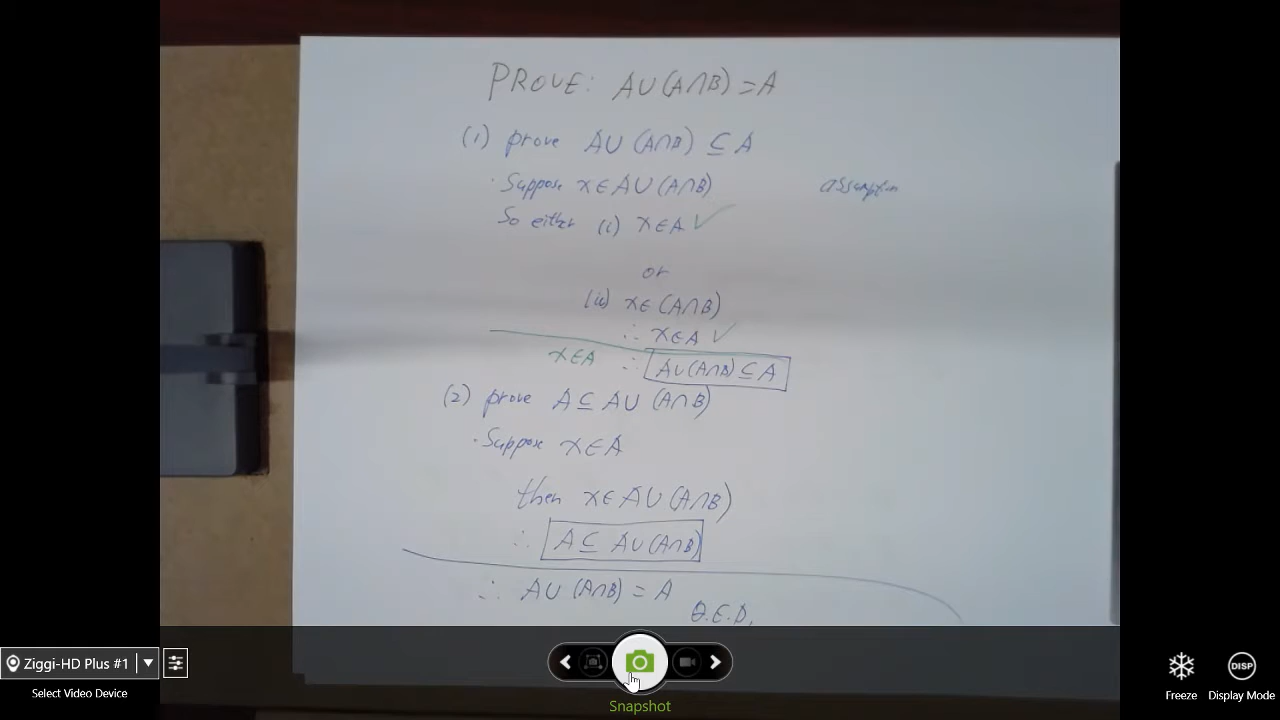 PROVE: A∪(A∩B)=A
(1) prove A∪(A∩B) ⊆ A
· Suppose x∈A∪(A∩B) assumption
So either (i) x∈A ✓
or
(ii) x∈(A∩B)
∴ x∈A ✓
x∈A ∴ A∪(A∩B)⊆A
(2) prove A⊆A∪(A∩B)
· Suppose x∈A
then x∈A∪(A∩B)
∴ A⊆A∪(A∩B)
∴ A∪(A∩B)=A
Q.E.D.
Ziggi-HD Plus #1
Select Video Device
Snapshot
Freeze
DISP
Display Mode